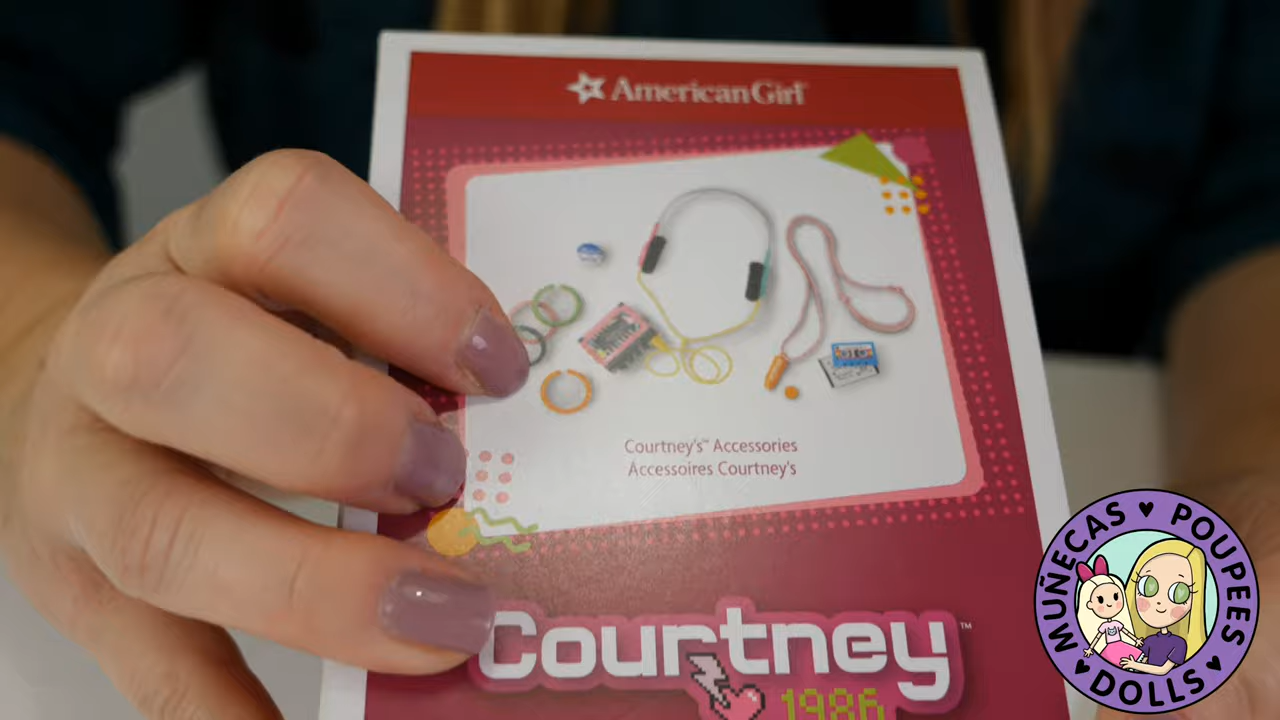 American Girl
Courtney's™ Accessories
Accessoires Courtney's
Courtney™
1986
MUÑECAS ♥ POUPEES ♥ DOLLS ♥